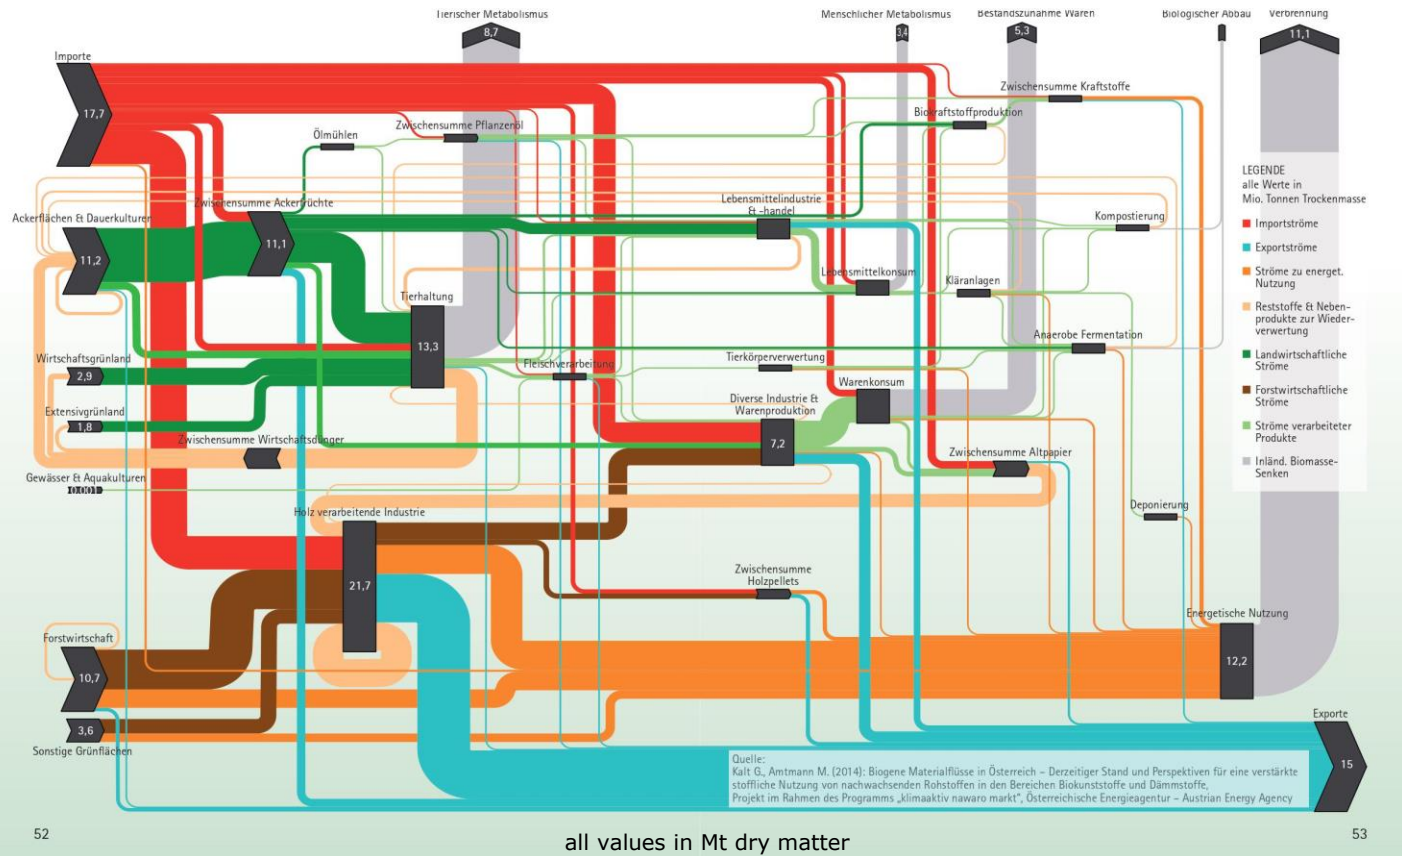 Tierischer Metabolismus
8,7
Menschlicher Metabolismus
3,4
Bestandszunahme Waren
5,3
Biologischer Abbau
Verbrennung
11,1
Importe
17,7
Zwischensumme Kraftstoffe
Biokraftstoffproduktion
Zwischensumme Pflanzenöl
Ölmühlen
LEGENDE
alle Werte in
Mio. Tonnen Trockenmasse
Importströme
Exportströme
Ströme zu energet.
Nutzung
Reststoffe & Neben-
produkte zur Wieder-
verwertung
Landwirtschaftliche
Ströme
Forstwirtschaftliche
Ströme
Ströme verarbeiteter
Produkte
Inländ. Biomasse-
Senken
Ackerflächen & Dauerkulturen
11,2
Zwischensumme Ackerfrüchte
11,1
Lebensmittelindustrie
& -handel
Kompostierung
Lebensmittelkonsum
Kläranlagen
Tierhaltung
13,3
Anaerobe Fermentation
Wirtschaftsgrünland
2,9
Fleischverarbeitung
Tierkörperverwertung
Warenkonsum
Diverse Industrie &
Warenproduktion
7,2
Extensivgrünland
1,8
Zwischensumme Wirtschaftsdünger
Zwischensumme Altpapier
Gewässer & Aquakulturen
0,001
Deponierung
Holz verarbeitende Industrie
21,7
Zwischensumme
Holzpellets
Energetische Nutzung
12,2
Forstwirtschaft
10,7
3,6
Sonstige Grünflächen
Exporte
15
Quelle:
Kalt G., Amtmann M. (2014): Biogene Materialflüsse in Österreich – Derzeitiger Stand und Perspektiven für eine verstärkte
stoffliche Nutzung von nachwachsenden Rohstoffen in den Bereichen Biokunststoffe und Dämmstoffe,
Projekt im Rahmen des Programms „klimaaktiv nawaro markt“, Österreichische Energieagentur – Austrian Energy Agency
52
all values in Mt dry matter
53